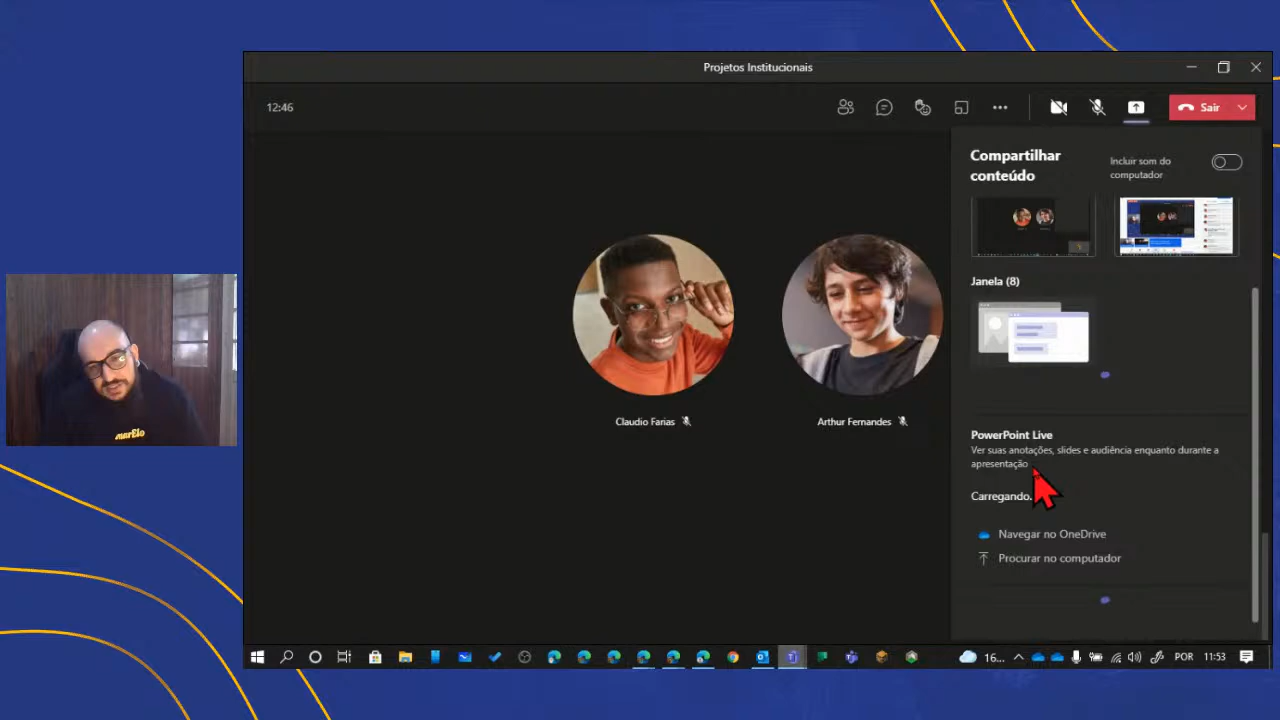 Projetos Institucionais
12:46
Sair
Compartilhar
conteúdo
Incluir som do
computador
Janela (8)
Claudio Farias
Arthur Fernandes
PowerPoint Live
Ver suas anotações, slides e audiência enquanto durante a
apresentação
Carregando.
Navegar no OneDrive
Procurar no computador
16...
POR
11:53